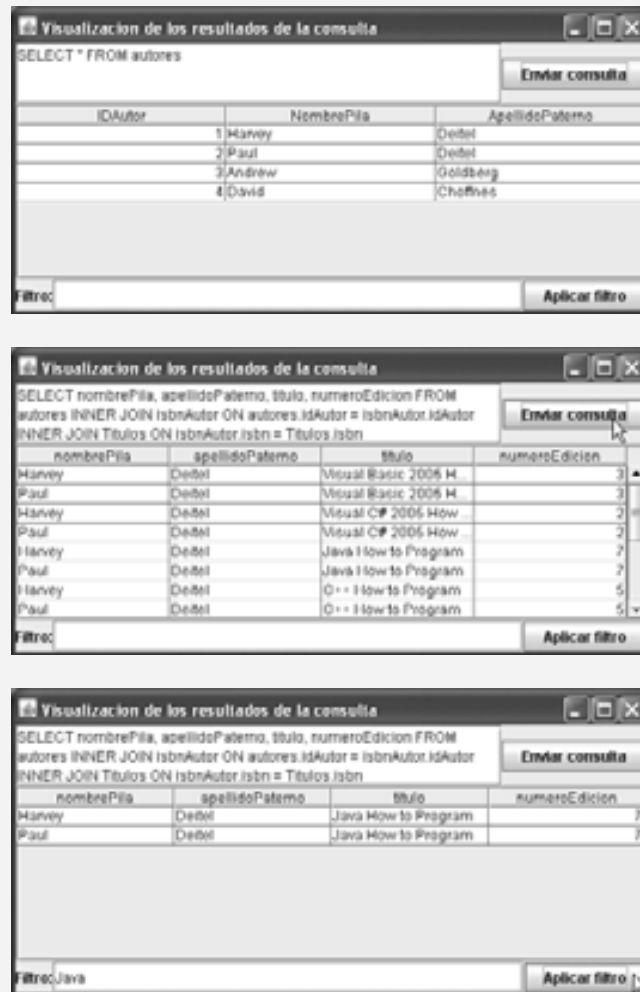 Visualizacion de los resultados de la consulta
SELECT * FROM autores
Enviar consulta
IDAutor NombrePila ApellidoPaterno
1 Harvey Deitel
2 Paul Deitel
3 Andrew Goldberg
4 David Choffnes
Filtro: Aplicar filtro
Visualizacion de los resultados de la consulta
SELECT nombrePila, apellidoPaterno, titulo, numeroEdicion FROM
autores INNER JOIN isbnAutor ON autores.idAutor = isbnAutor.idAutor
INNER JOIN Titulos ON isbnAutor.isbn = Titulos.isbn
Enviar consulta
nombrePila apellidoPaterno titulo numeroEdicion
Harvey Deitel Visual Basic 2005 H... 3
Paul Deitel Visual Basic 2005 H... 3
Harvey Deitel Visual C# 2005 How ... 2
Paul Deitel Visual C# 2005 How ... 2
Harvey Deitel Java How to Program 7
Paul Deitel Java How to Program 7
Harvey Deitel C++ How to Program 5
Paul Deitel C++ How to Program 5
Filtro: Aplicar filtro
Visualizacion de los resultados de la consulta
SELECT nombrePila, apellidoPaterno, titulo, numeroEdicion FROM
autores INNER JOIN isbnAutor ON autores.idAutor = isbnAutor.idAutor
INNER JOIN Titulos ON isbnAutor.isbn = Titulos.isbn
Enviar consulta
nombrePila apellidoPaterno titulo numeroEdicion
Harvey Deitel Java How to Program 7
Paul Deitel Java How to Program 7
Filtro: Java Aplicar filtro